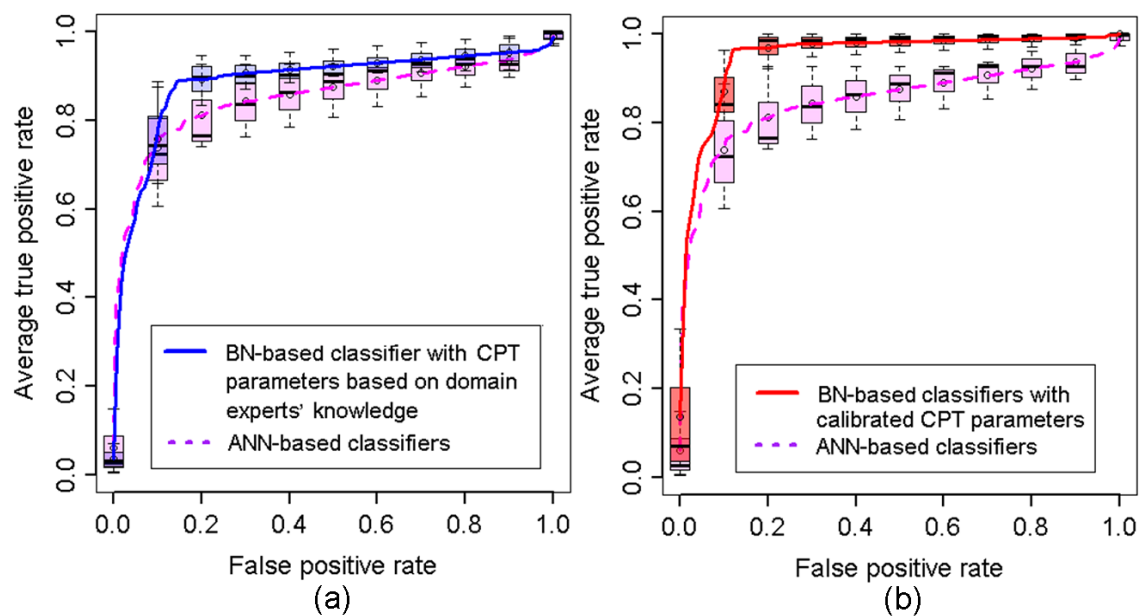 Average true positive rate
1.0
0.8
0.6
0.4
0.2
0.0
BN-based classifier with CPT
parameters based on domain
experts' knowledge
ANN-based classifiers
0.0 0.2 0.4 0.6 0.8 1.0
False positive rate
(a)
Average true positive rate
1.0
0.8
0.6
0.4
0.2
0.0
BN-based classifiers with
calibrated CPT parameters
ANN-based classifiers
0.0 0.2 0.4 0.6 0.8 1.0
False positive rate
(b)